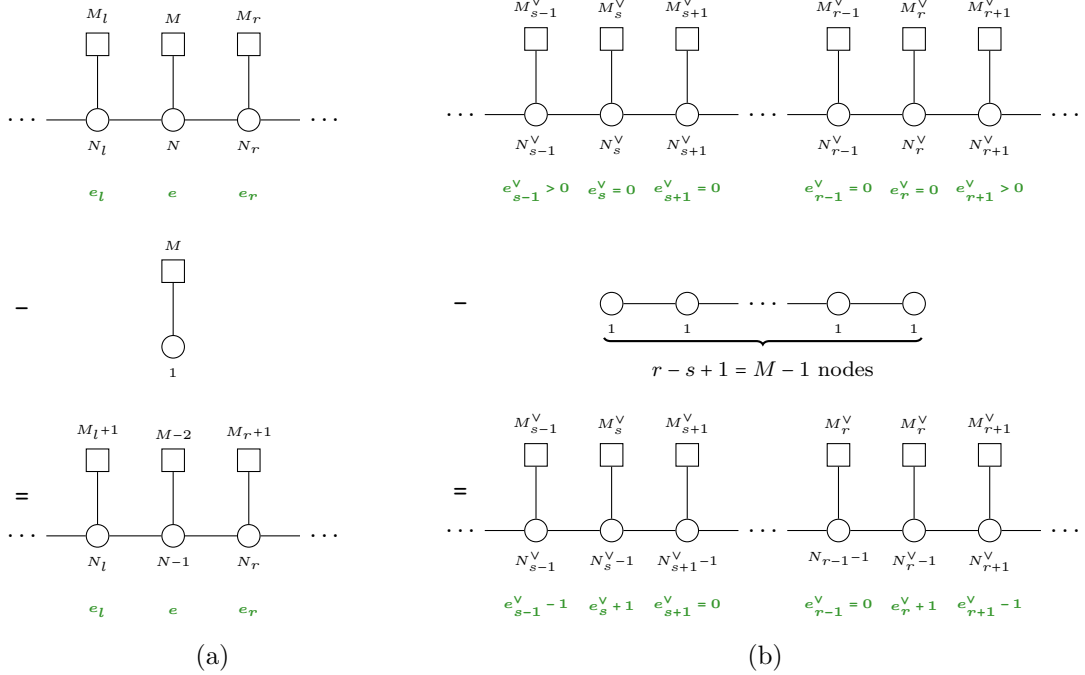 M_l M M_r
⋯ ⋯
N_l N N_r
e_l e e_r
−
M
1
=
M_l+1 M−2 M_r+1
⋯ ⋯
N_l N−1 N_r
e_l e e_r
(a)
M^∨_{s−1} M^∨_s M^∨_{s+1} M^∨_{r−1} M^∨_r M^∨_{r+1}
⋯ ⋯ ⋯
N^∨_{s−1} N^∨_s N^∨_{s+1} N^∨_{r−1} N^∨_r N^∨_{r+1}
e^∨_{s−1} > 0 e^∨_s = 0 e^∨_{s+1} = 0 e^∨_{r−1} = 0 e^∨_r = 0 e^∨_{r+1} > 0
−
⋯
1 1 1 1
r − s + 1 = M − 1 nodes
=
M^∨_{s−1} M^∨_s M^∨_{s+1} M^∨_r M^∨_r M^∨_{r+1}
⋯ ⋯ ⋯
N^∨_{s−1} N^∨_s−1 N^∨_{s+1}−1 N_{r−1}−1 N^∨_r−1 N^∨_{r+1}
e^∨_{s−1} − 1 e^∨_s + 1 e^∨_{s+1} = 0 e^∨_{r−1} = 0 e^∨_r + 1 e^∨_{r+1} − 1
(b)